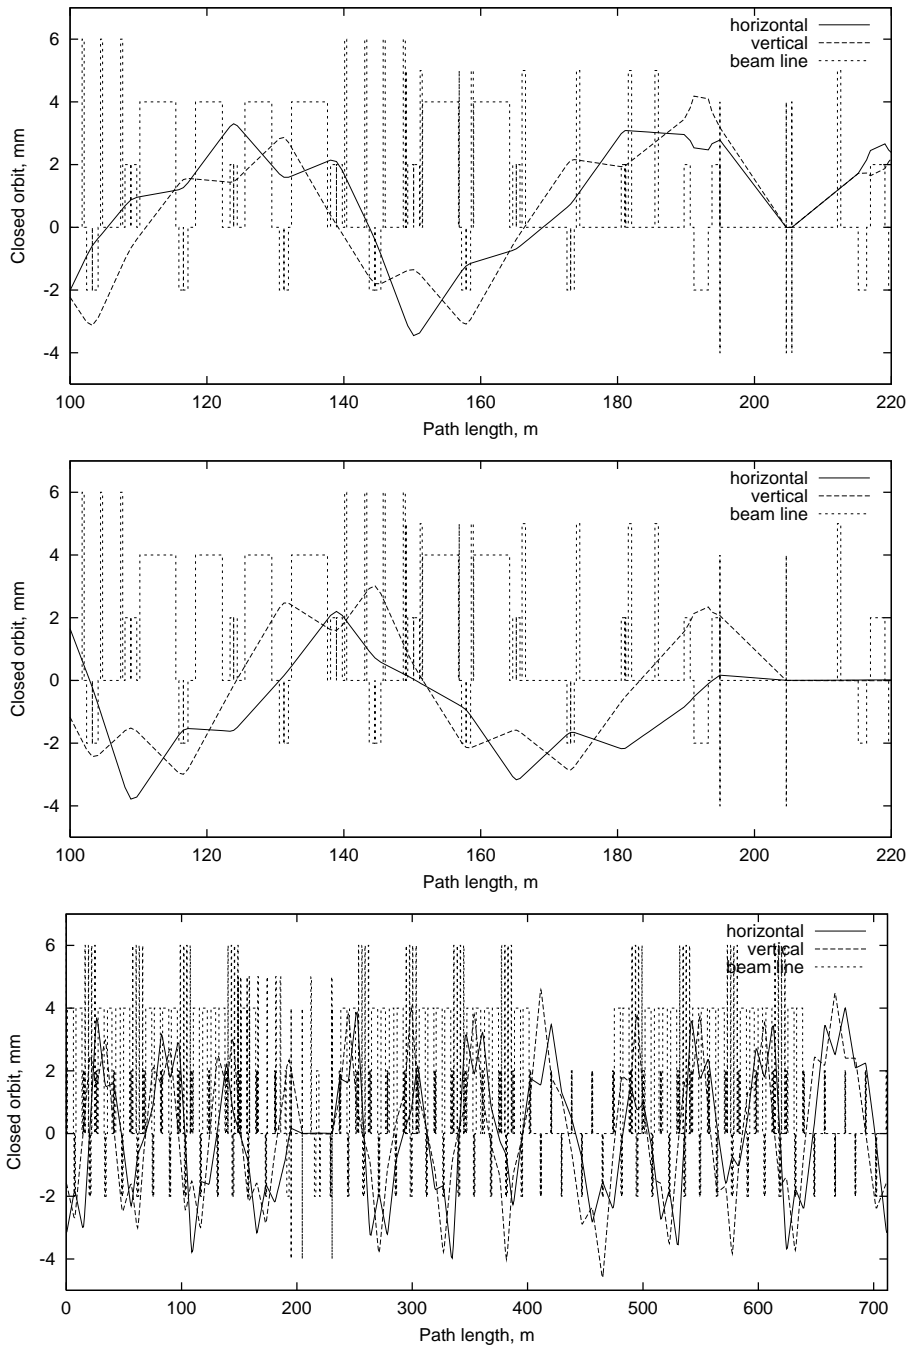 6
4
2
0
-2
-4
100 120 140 160 180 200 220
Path length, m
Closed orbit, mm
horizontal
vertical
beam line
6
4
2
0
-2
-4
100 120 140 160 180 200 220
Path length, m
Closed orbit, mm
horizontal
vertical
beam line
6
4
2
0
-2
-4
0 100 200 300 400 500 600 700
Path length, m
Closed orbit, mm
horizontal
vertical
beam line